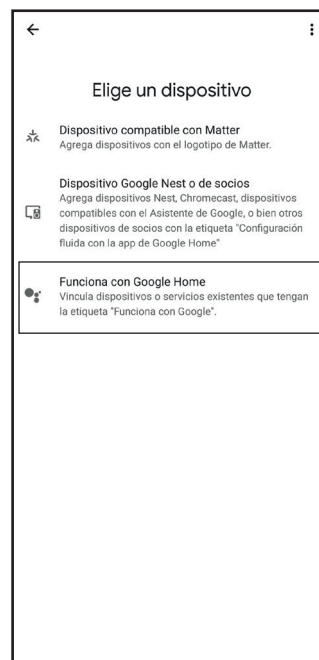 Elige un dispositivo
Dispositivo compatible con Matter
Agrega dispositivos con el logotipo de Matter.
Dispositivo Google Nest o de socios
Agrega dispositivos Nest, Chromecast, dispositivos
compatibles con el Asistente de Google, o bien otros
dispositivos de socios con la etiqueta "Configuración
fluida con la app de Google Home"
Funciona con Google Home
Vincula dispositivos o servicios existentes que tengan
la etiqueta "Funciona con Google".